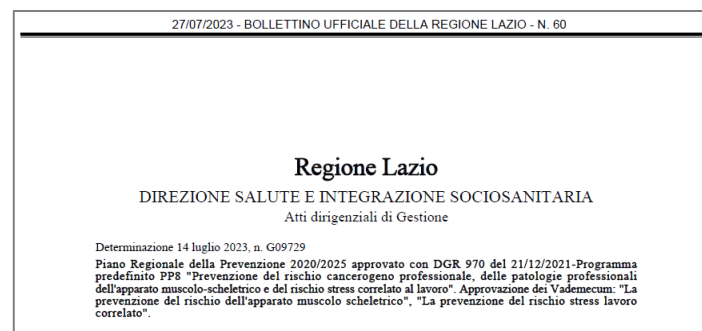 27/07/2023 - BOLLETTINO UFFICIALE DELLA REGIONE LAZIO - N. 60
Regione Lazio
DIREZIONE SALUTE E INTEGRAZIONE SOCIOSANITARIA
Atti dirigenziali di Gestione
Determinazione 14 luglio 2023, n. G09729
Piano Regionale della Prevenzione 2020/2025 approvato con DGR 970 del 21/12/2021-Programma
predefinito PP8 "Prevenzione del rischio cancerogeno professionale, delle patologie professionali
dell'apparato muscolo-scheletrico e del rischio stress correlato al lavoro". Approvazione dei Vademecum: "La
prevenzione del rischio dell'apparato muscolo scheletrico", "La prevenzione del rischio stress lavoro
correlato".